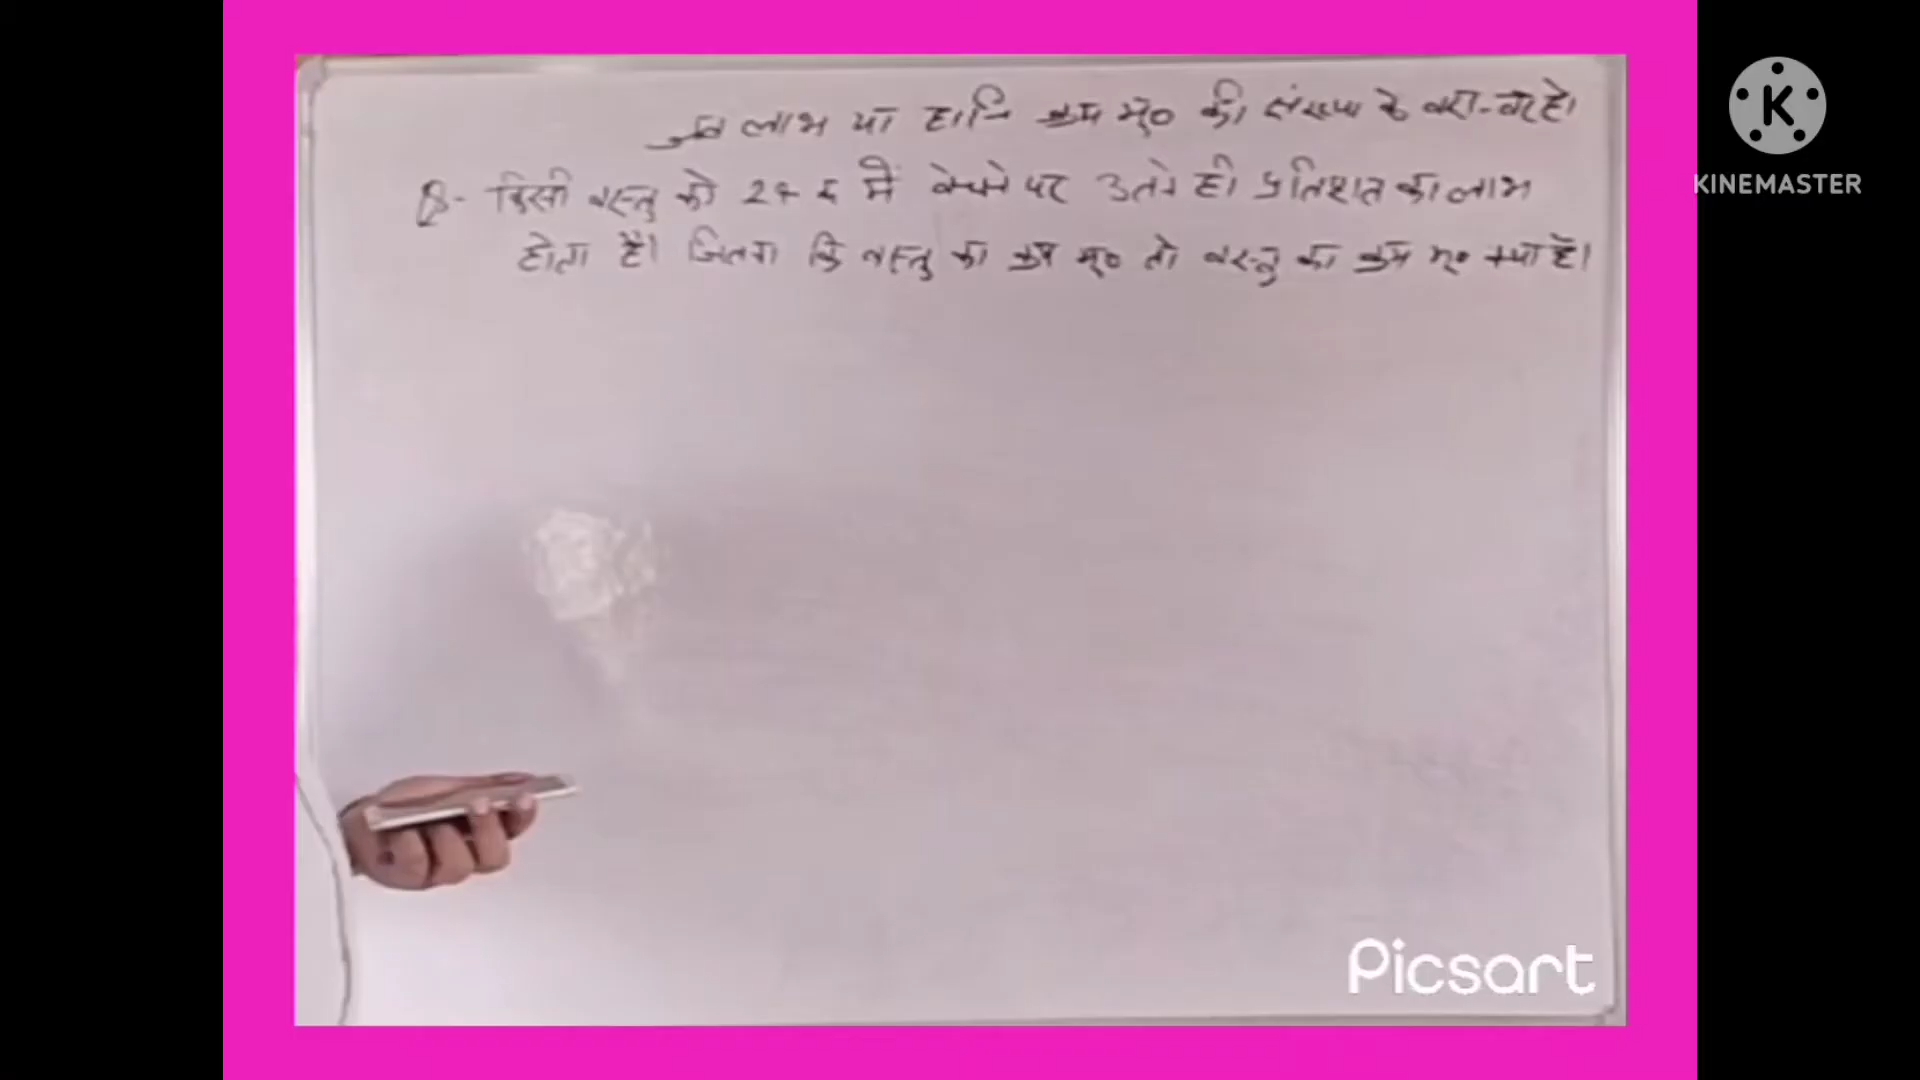 जब लाभ या हानि क्रय मू० की संख्या के बरा-बर है।
Q- किसी वस्तु को 24 रु में बेचने पर उतने ही प्रतिशत का लाभ
होता है। जितना कि वस्तु का क्रय मू० तो वस्तु का क्रय मू० क्या है।
K
KINEMASTER
Picsart